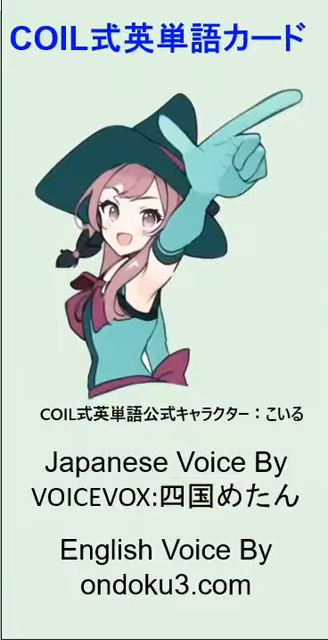 COIL式英単語カード
COIL式英単語公式キャラクター：こいる
Japanese Voice By
VOICEVOX:四国めたん
English Voice By
ondoku3.com